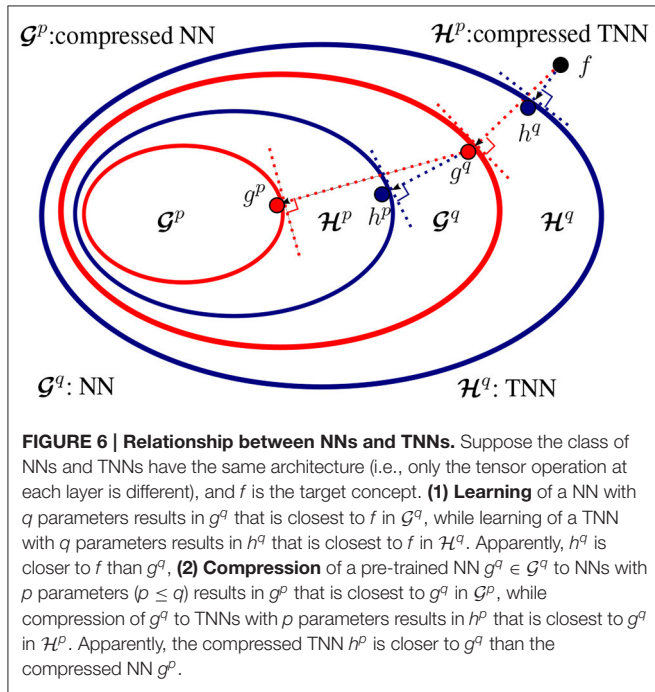 𝓖ᵖ:compressed NN
𝓗ᵖ:compressed TNN
f
h^q
g^q
g^p
h^p
𝓖ᵖ
𝓗ᵖ
𝓖^q
𝓗^q
𝓖^q: NN
𝓗^q: TNN
FIGURE 6 | Relationship between NNs and TNNs. Suppose the class of
NNs and TNNs have the same architecture (i.e., only the tensor operation at
each layer is different), and f is the target concept. (1) Learning of a NN with
q parameters results in g^q that is closest to f in 𝓖^q, while learning of a TNN
with q parameters results in h^q that is closest to f in 𝓗^q. Apparently, h^q is
closer to f than g^q, (2) Compression of a pre-trained NN g^q ∈ 𝓖^q to NNs with
p parameters (p ≤ q) results in g^p that is closest to g^q in 𝓖^p, while
compression of g^q to TNNs with p parameters results in h^p that is closest to g^q
in 𝓗^p. Apparently, the compressed TNN h^p is closer to g^q than the
compressed NN g^p.